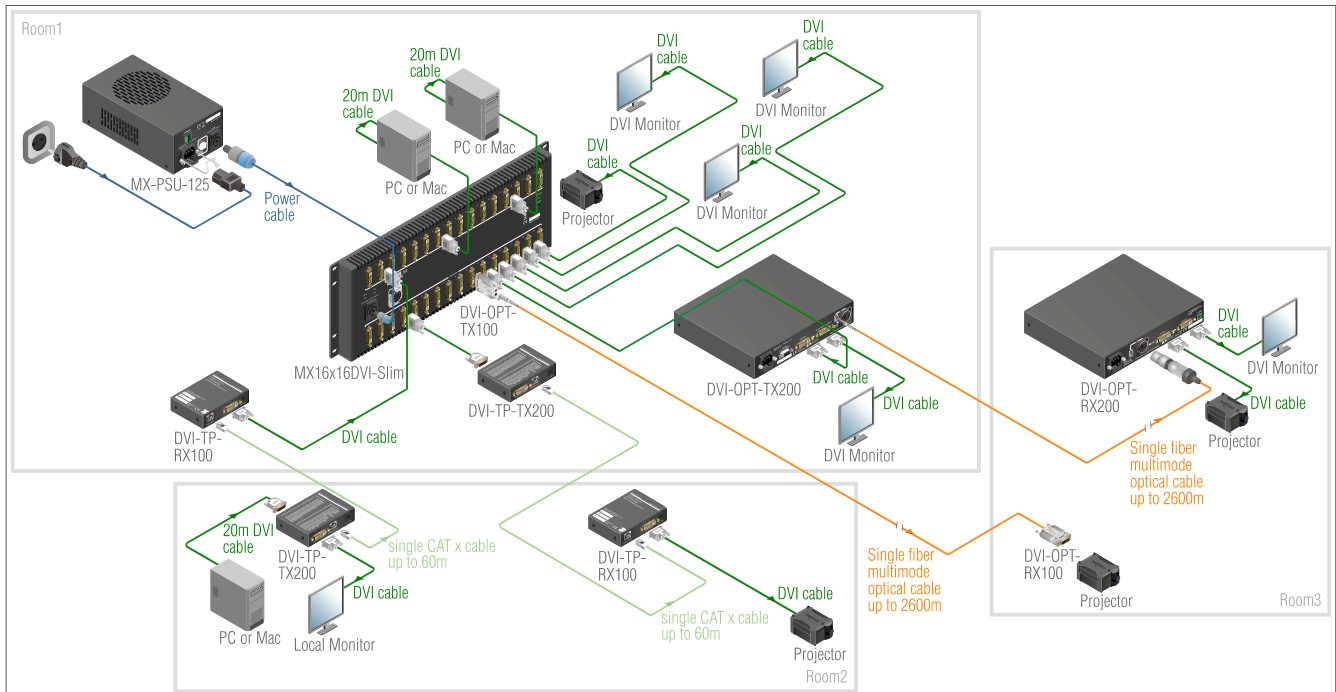 Room1
MX-PSU-125
Power
cable
20m DVI
cable
PC or Mac
20m DVI
cable
PC or Mac
DVI
cable
Projector
DVI
cable
DVI Monitor
DVI
cable
DVI Monitor
DVI
cable
DVI Monitor
MX16x16DVI-Slim
DVI-OPT-
TX100
DVI-TP-TX200
DVI-TP-
RX100
DVI cable
DVI-OPT-TX200
DVI cable
DVI cable
DVI Monitor
Room2
20m DVI
cable
PC or Mac
DVI-TP-
TX200
DVI cable
Local Monitor
single CAT x cable
up to 60m
DVI-TP-
RX100
single CAT x cable
up to 60m
DVI cable
Projector
Single fiber
multimode
optical cable
up to 2600m
Room3
DVI-OPT-
RX200
DVI
cable
DVI Monitor
DVI cable
Projector
Single fiber
multimode
optical cable
up to 2600m
DVI-OPT-
RX100
Projector